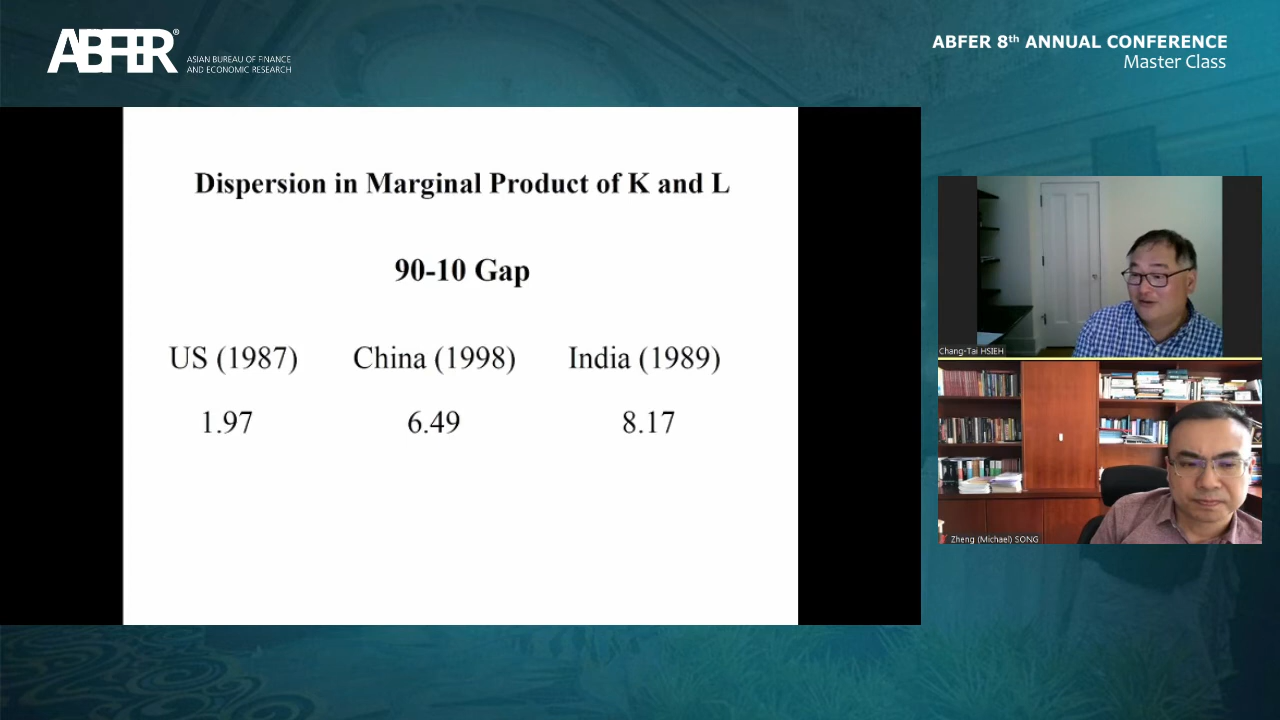 ABFER®
ASIAN BUREAU OF FINANCE
AND ECONOMIC RESEARCH
ABFER 8th ANNUAL CONFERENCE
Master Class
Dispersion in Marginal Product of K and L
90-10 Gap
US (1987) China (1998) India (1989)
1.97 6.49 8.17
Chang-Tai HSIEH
Zheng (Michael) SONG